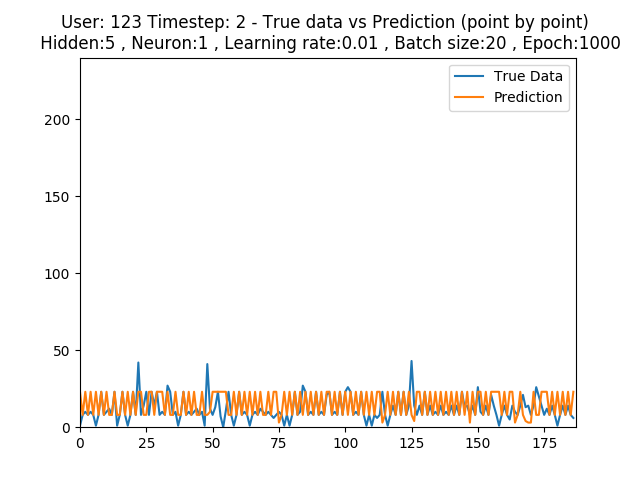 User: 123 Timestep: 2 - True data vs Prediction (point by point)
Hidden:5 , Neuron:1 , Learning rate:0.01 , Batch size:20 , Epoch:1000
True Data
Prediction
200
150
100
50
0
0 25 50 75 100 125 150 175